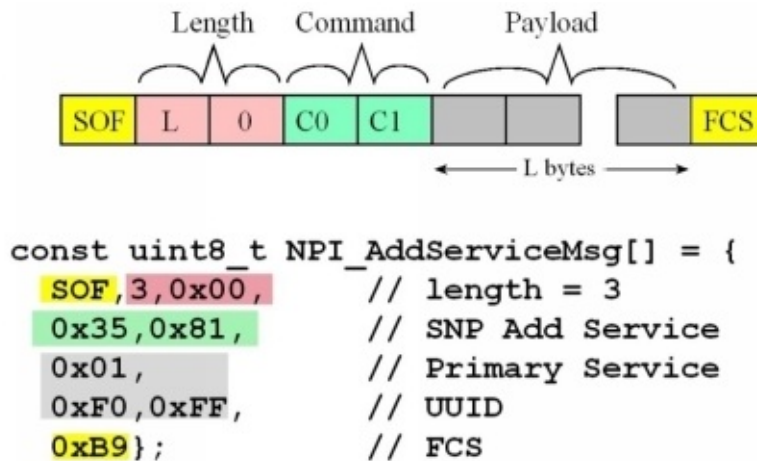 Length Command Payload
SOF L 0 C0 C1 FCS
L bytes
const uint8_t NPI_AddServiceMsg[] = {
SOF,3,0x00, // length = 3
0x35,0x81, // SNP Add Service
0x01, // Primary Service
0xF0,0xFF, // UUID
0xB9}; // FCS